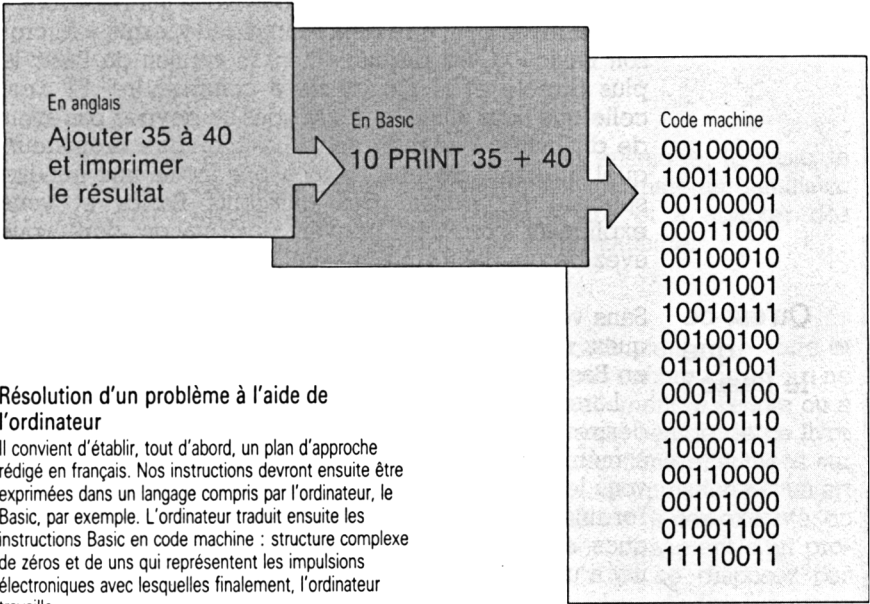 En anglais
Ajouter 35 à 40
et imprimer
le résultat
En Basic
10 PRINT 35 + 40
Code machine
00100000
10011000
00100001
00011000
00100010
10101001
10010111
00100100
01101001
00011100
00100110
10000101
00110000
00101000
01001100
11110011
Résolution d'un problème à l'aide de
l'ordinateur
Il convient d'établir, tout d'abord, un plan d'approche
rédigé en français. Nos instructions devront ensuite être
exprimées dans un langage compris par l'ordinateur, le
Basic, par exemple. L'ordinateur traduit ensuite les
instructions Basic en code machine : structure complexe
de zéros et de uns qui représentent les impulsions
électroniques avec lesquelles finalement, l'ordinateur